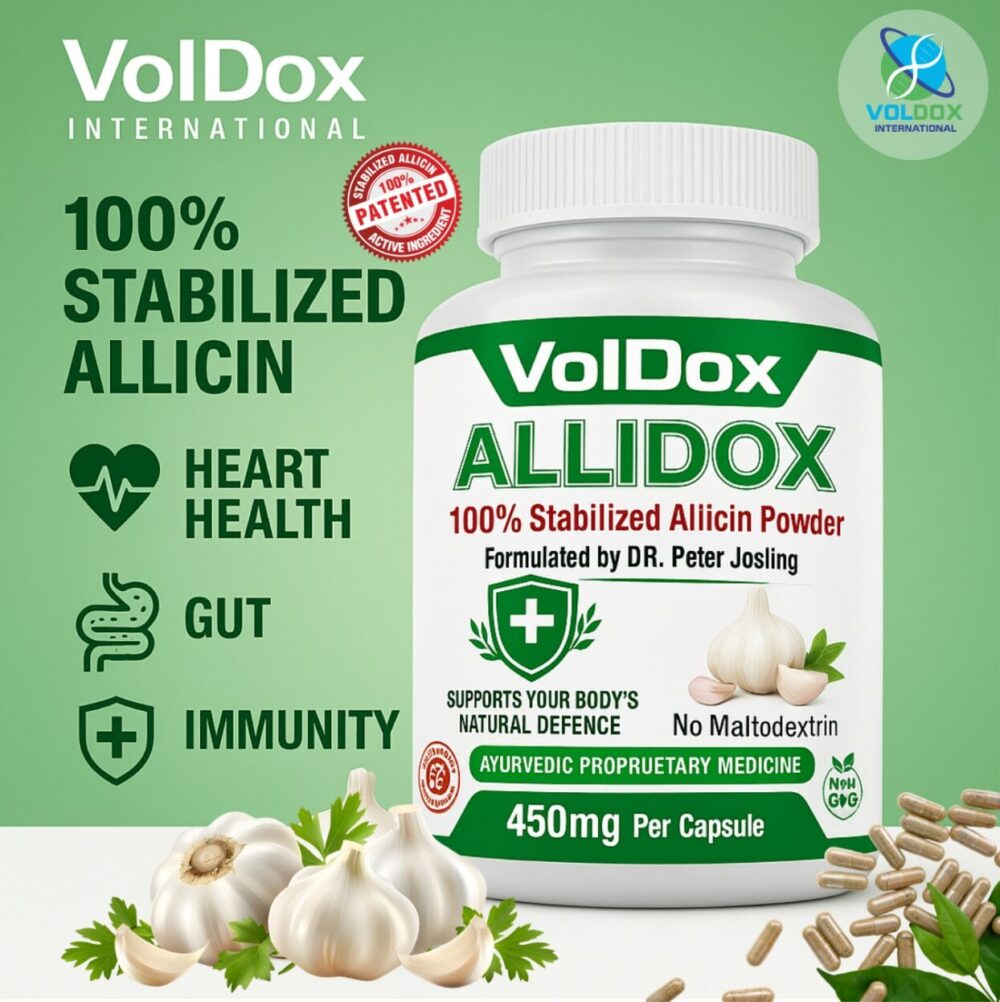 VolDox
INTERNATIONAL
VOLDOX
INTERNATIONAL
STABILIZED ALLICIN
100%
PATENTED
ACTIVE INGREDIENT
100%
STABILIZED
ALLICIN
HEART
HEALTH
GUT
IMMUNITY
VolDox
ALLIDOX
100% Stabilized Allicin Powder
Formulated by DR. Peter Josling
SUPPORTS YOUR BODY'S
NATURAL DEFENCE
No Maltodextrin
AYURVEDIC PROPRUETARY MEDICINE
450mg Per Capsule